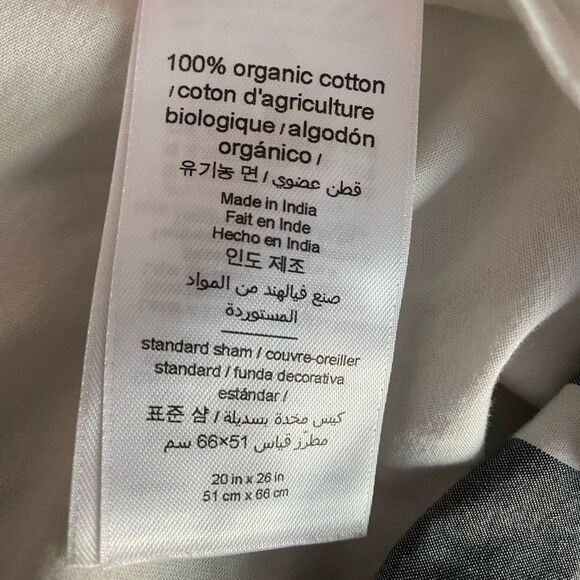 100% organic cotton
/ coton d'agriculture
biologique / algodón
orgánico /
유기농 면 / قطن عضوي
Made in India
Fait en Inde
Hecho en India
인도 제조
صنع فيالهند من المواد
المستوردة
standard sham / couvre-oreiller
standard / funda decorativa
estándar /
표준 샴 / كيس مخدة بسديلة
مطرز قياس 51×66 سم
20 in x 26 in
51 cm x 66 cm